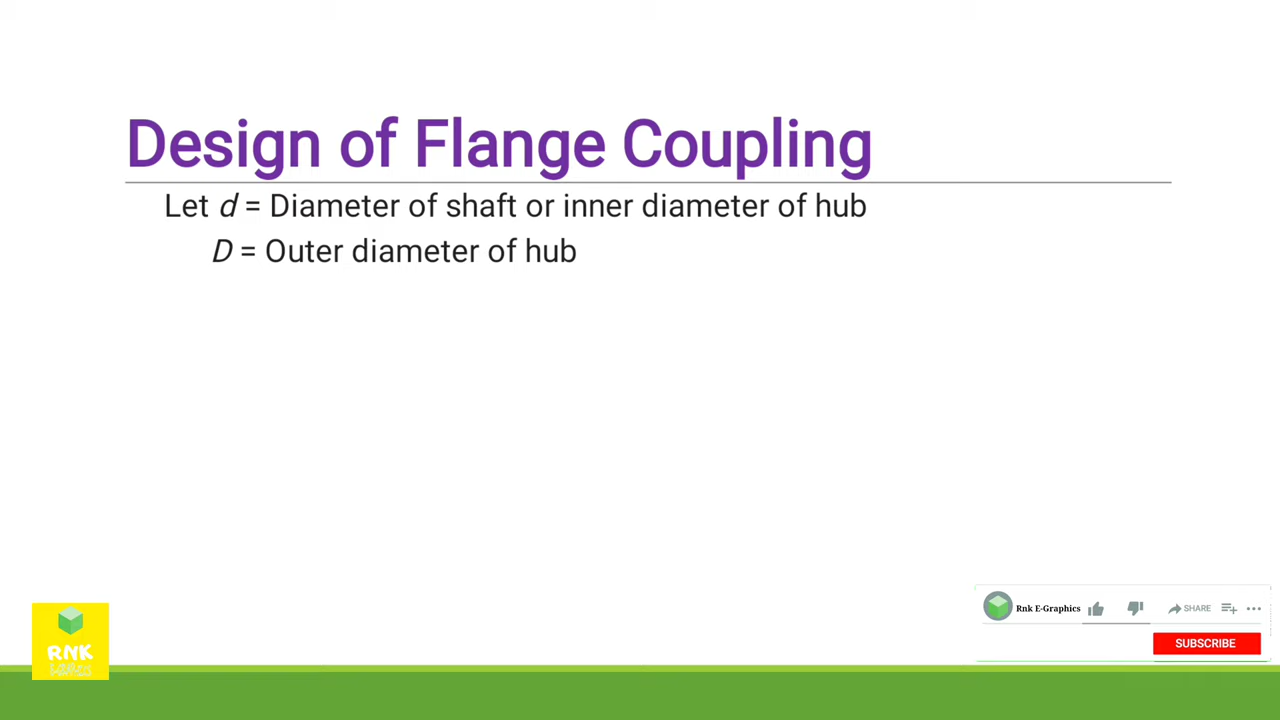 Design of Flange Coupling
Let d = Diameter of shaft or inner diameter of hub
D = Outer diameter of hub
Rnk E-Graphics
SHARE
SUBSCRIBE
RNK